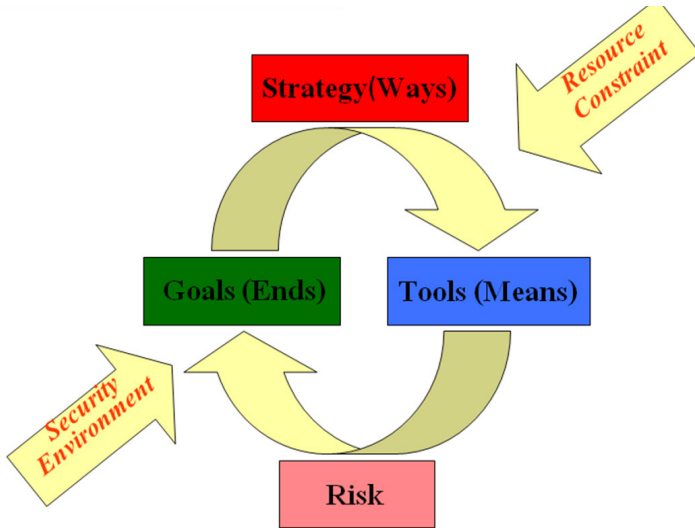 Strategy(Ways)
Resource
Constraint
Goals (Ends)
Tools (Means)
Security
Environment
Risk